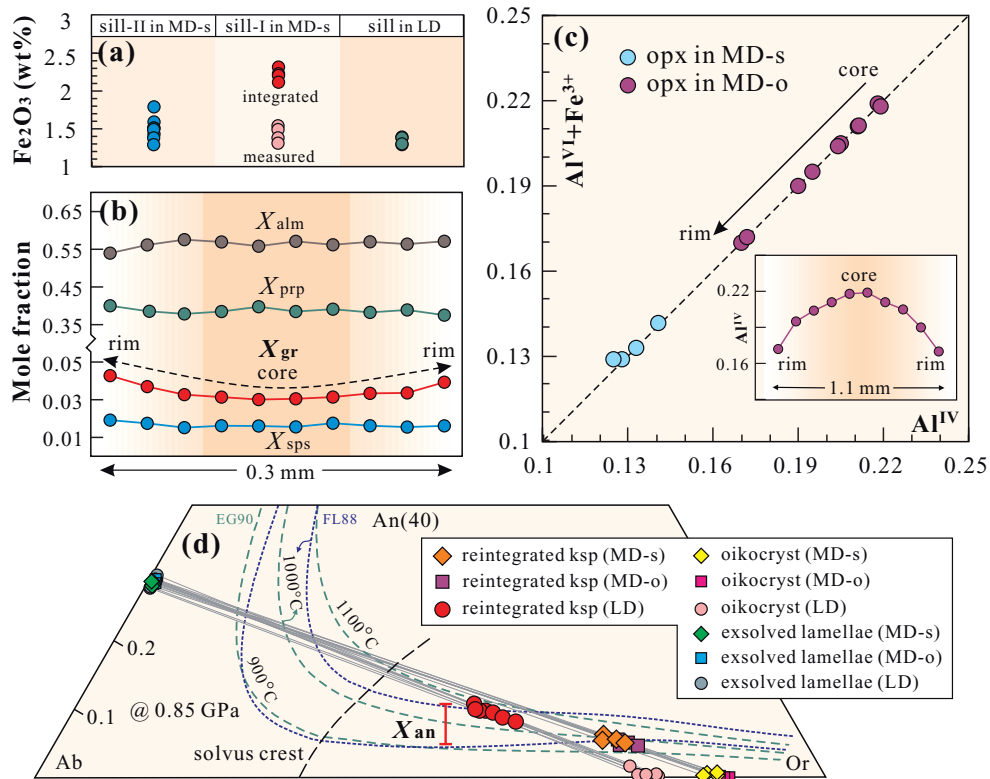 sill-II in MD-s sill-I in MD-s sill in LD
(a)
Fe₂O₃ (wt%)
3
2.5
2
1.5
1
integrated
measured
(b)
Mole fraction
0.65
0.55
0.45
0.35
0.05
0.03
0.01
Xalm
Xprp
rim Xgr rim
core
Xsps
0.3 mm
(c)
opx in MD-s
opx in MD-o
core
rim
Alⱽᴵ+Fe³⁺
0.25
0.22
0.19
0.16
0.13
0.1
0.1 0.13 0.16 0.19 0.22 0.25
Alᴵⱽ
core
0.22
0.16
Alᴵⱽ
rim rim
1.1 mm
(d)
EG90 FL88 An(40)
1000°C
1100°C
900°C
0.2
0.1
@ 0.85 GPa
solvus crest
Xan
Ab Or
reintegrated ksp (MD-s)
reintegrated ksp (MD-o)
reintegrated ksp (LD)
oikocryst (MD-s)
oikocryst (MD-o)
oikocryst (LD)
exsolved lamellae (MD-s)
exsolved lamellae (MD-o)
exsolved lamellae (LD)